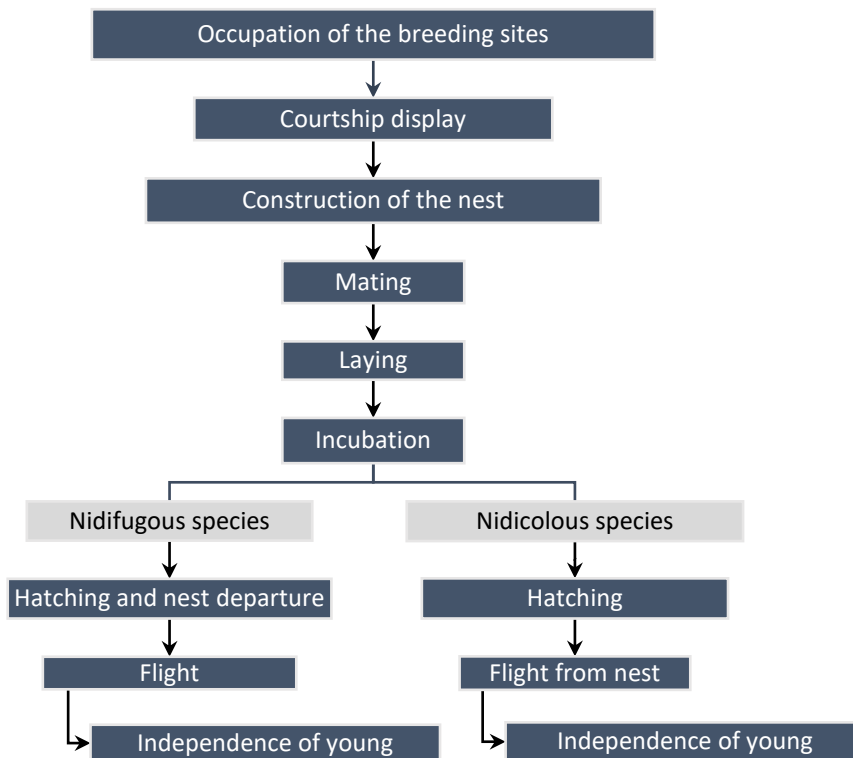 Occupation of the breeding sites
Courtship display
Construction of the nest
Mating
Laying
Incubation
Nidifugous species
Nidicolous species
Hatching and nest departure
Hatching
Flight
Flight from nest
Independence of young
Independence of young